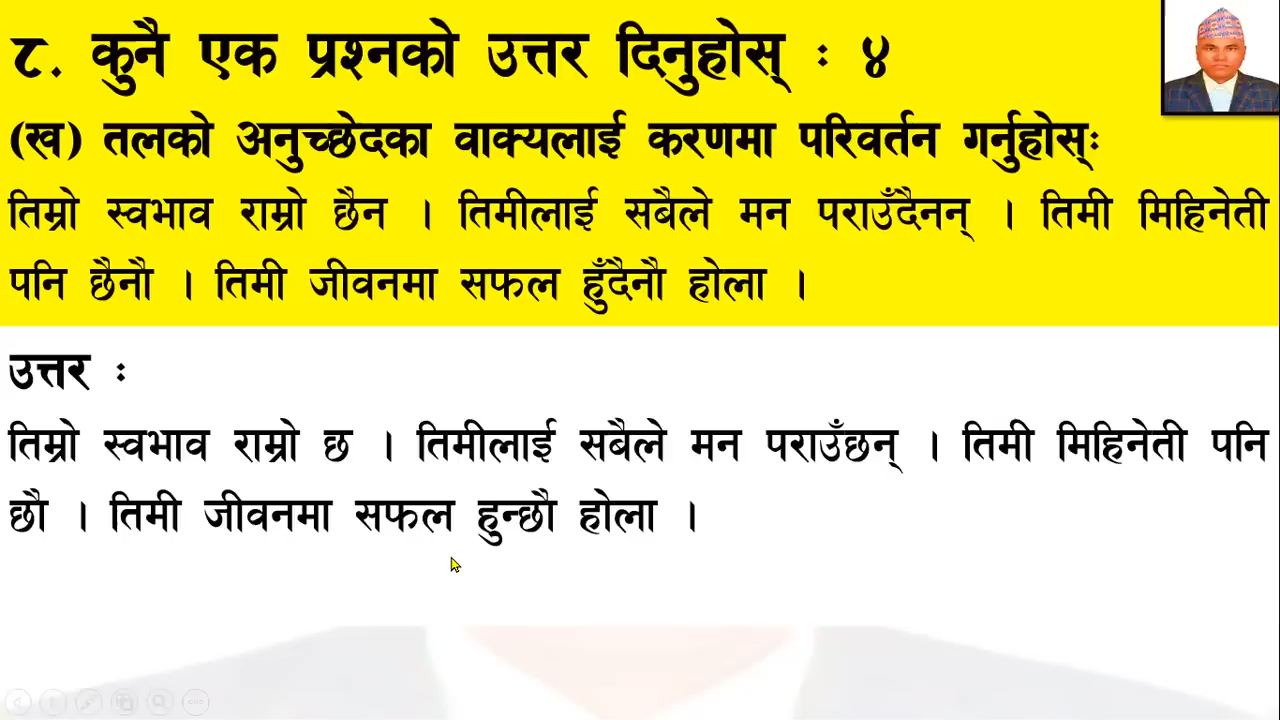 ८. कुनै एक प्रश्नको उत्तर दिनुहोस् : ४
(ख) तलको अनुच्छेदका वाक्यलाई करणमा परिवर्तन गर्नुहोस्ः
तिम्रो स्वभाव राम्रो छैन । तिमीलाई सबैले मन पराउँदैनन् । तिमी मिहिनेती
पनि छैनौ । तिमी जीवनमा सफल हुँदैनौ होला ।
उत्तर :
तिम्रो स्वभाव राम्रो छ । तिमीलाई सबैले मन पराउँछन् । तिमी मिहिनेती पनि
छौ । तिमी जीवनमा सफल हुन्छौ होला ।